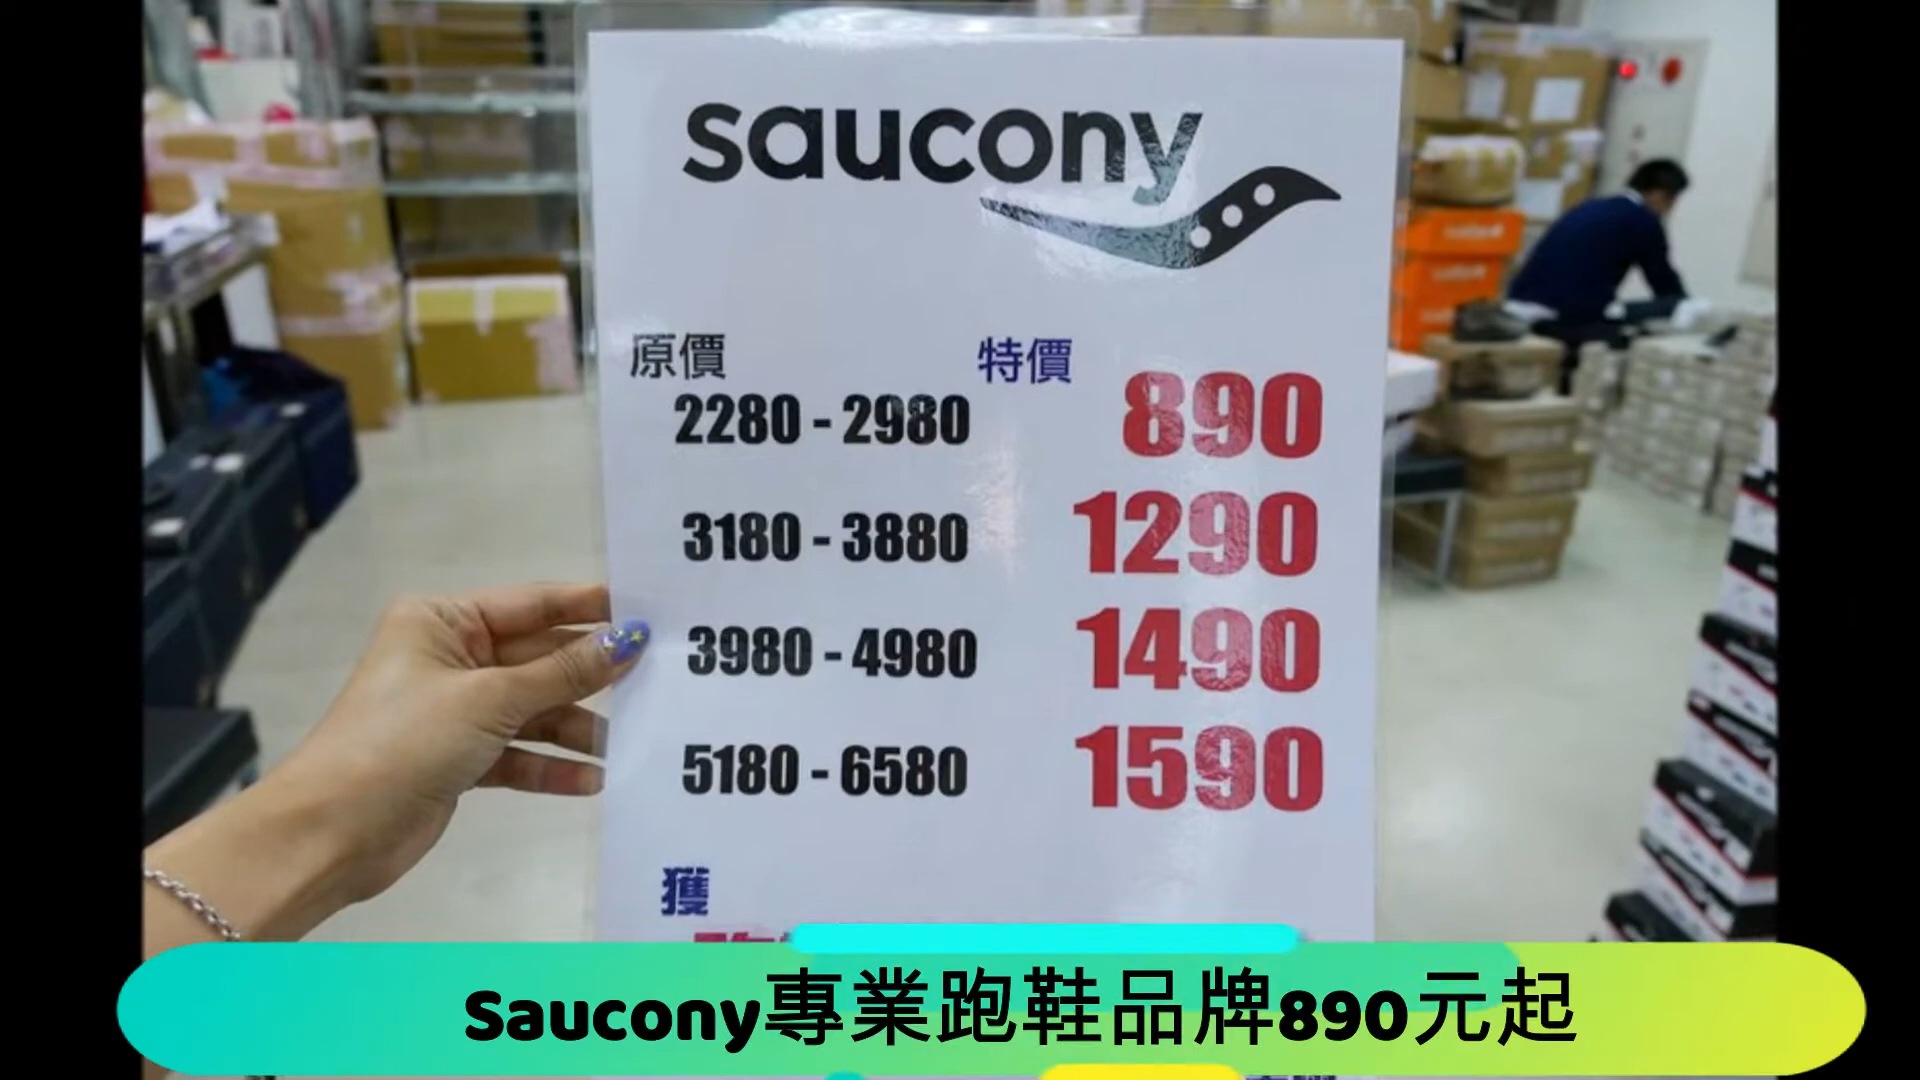 saucony
原價 特價
2280 - 2980 890
3180 - 3880 1290
3980 - 4980 1490
5180 - 6580 1590
獲
Saucony專業跑鞋品牌890元起